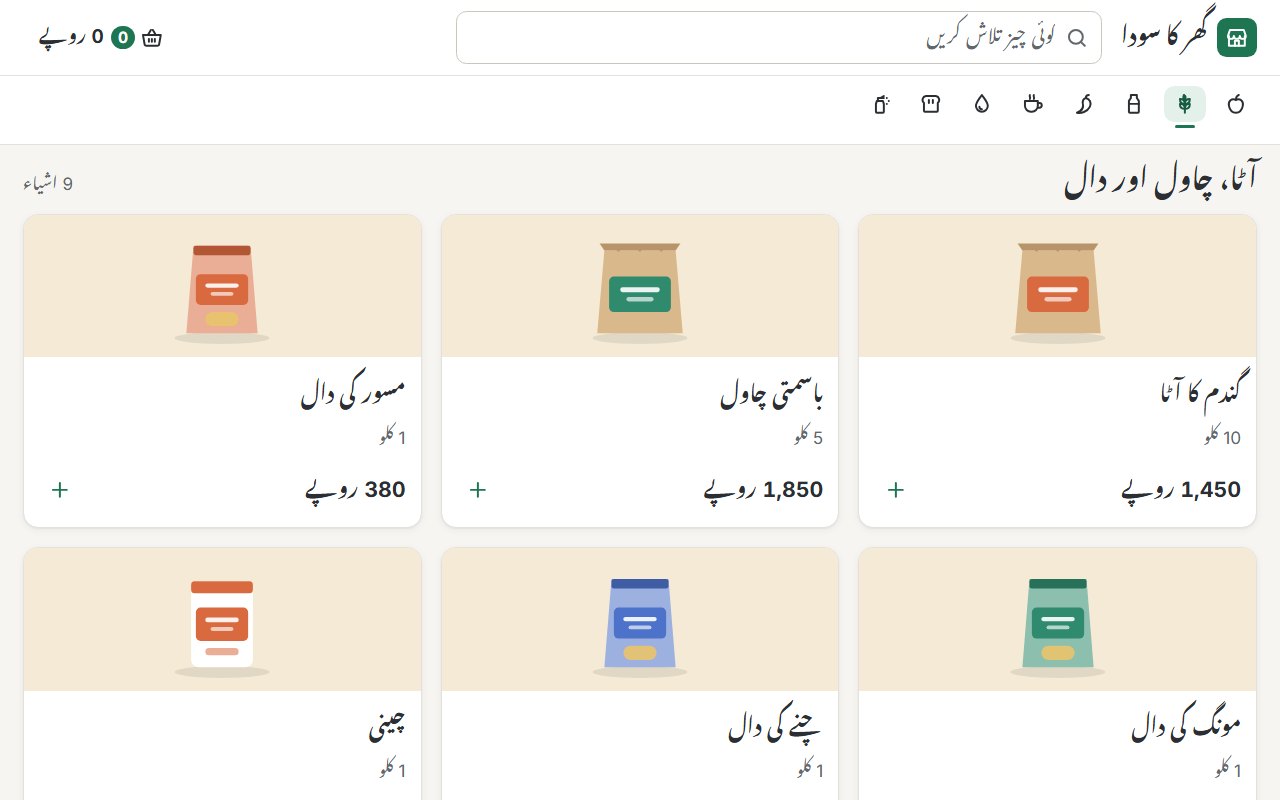 گھر کا سودا
کوئی چیز تلاش کریں
0 0 روپے
آٹا، چاول اور دال
9 اشیاء
گندم کا آٹا
10 کلو
1,450 روپے
باسمتی چاول
5 کلو
1,850 روپے
مسور کی دال
1 کلو
380 روپے
مونگ کی دال
1 کلو
چنے کی دال
1 کلو
چینی
1 کلو